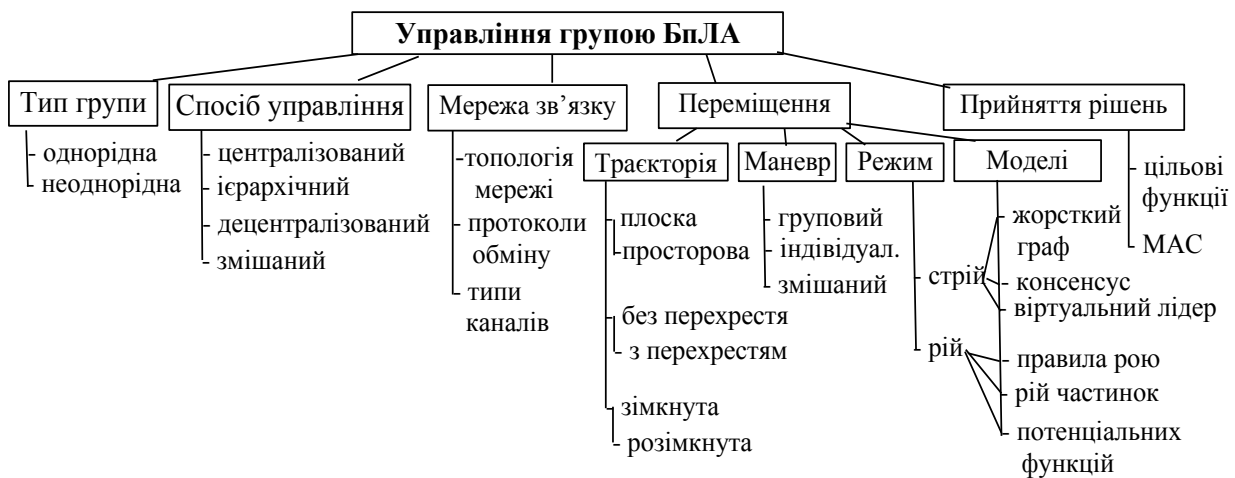 Управління групою БпЛА
Тип групи
- однорідна
- неоднорідна
Спосіб управління
- централізований
- ієрархічний
- децентралізований
- змішаний
Мережа зв’язку
-топологія
мережі
- протоколи
обміну
- типи
каналів
Переміщення
Траєкторія
- плоска
-просторова
- без перехрестя
- з перехрестям
- зімкнута
- розімкнута
Маневр
- груповий
- індівідуал.
- змішаний
Режим
- стрій
- рій
Моделі
жорсткий
граф
консенсус
віртуальний лідер
правила рою
рій частинок
потенціальних
функцій
Прийняття рішень
- цільові
функції
- МАС